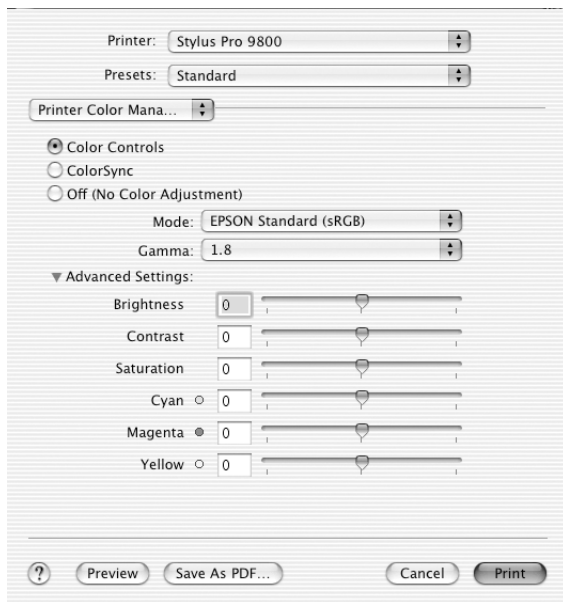 Printer: Stylus Pro 9800
Presets: Standard
Printer Color Mana...
Color Controls
ColorSync
Off (No Color Adjustment)
Mode: EPSON Standard (sRGB)
Gamma: 1.8
Advanced Settings:
Brightness 0
Contrast 0
Saturation 0
Cyan 0
Magenta 0
Yellow 0
? Preview Save As PDF... Cancel Print